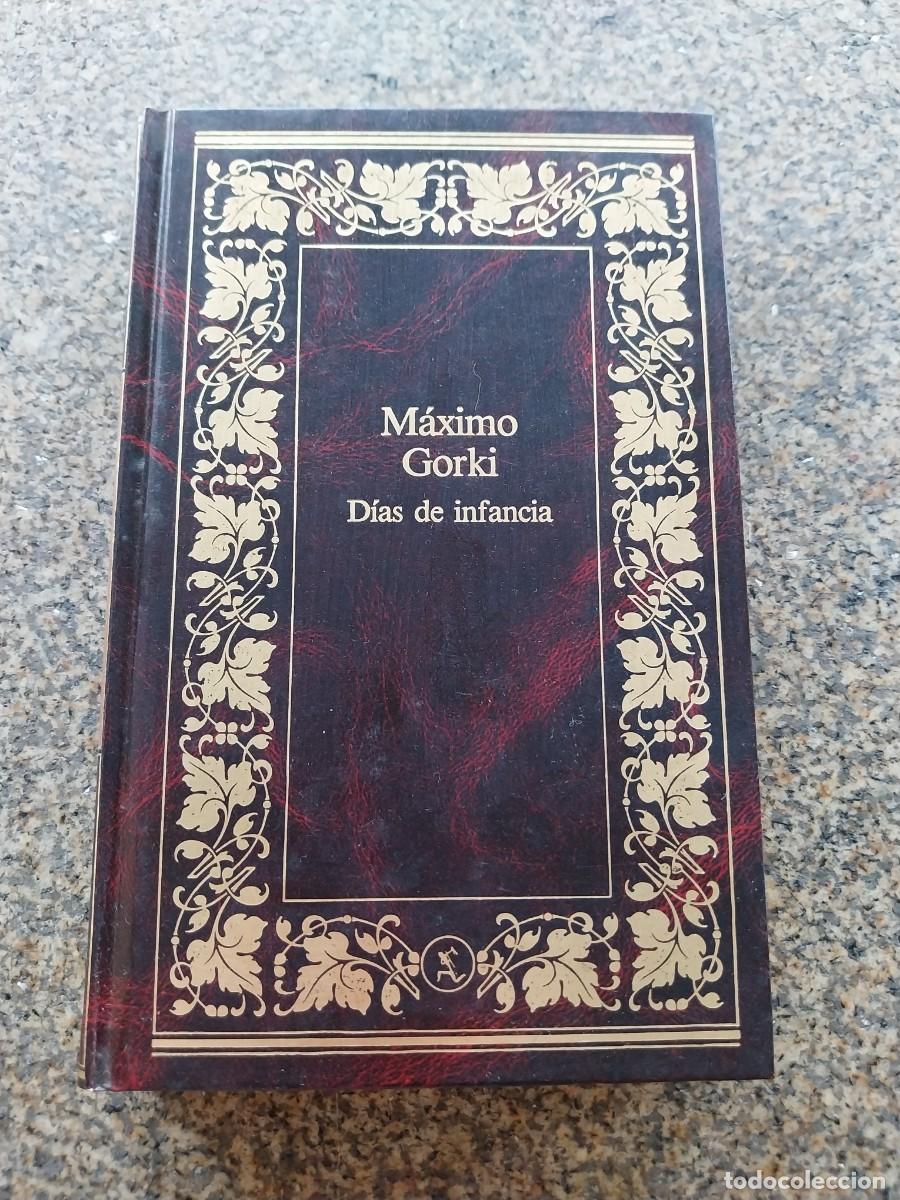 Máximo
Gorki
Días de infancia
todocoleccion